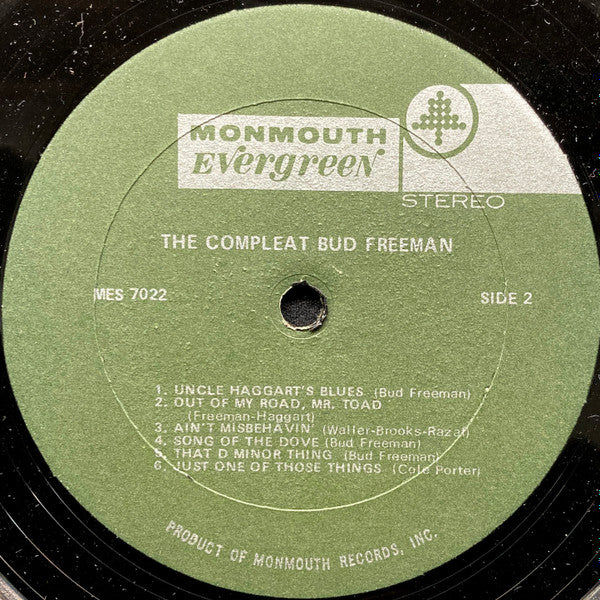 MONMOUTH
EVergreeN
STEREO
THE COMPLEAT BUD FREEMAN
MES 7022
SIDE 2
1. UNCLE HAGGART'S BLUES (Bud Freeman)
2. OUT OF MY ROAD, MR. TOAD
(Freeman-Haggart)
3. AIN'T MISBEHAVIN' (Waller-Brooks-Razaf)
4. SONG OF THE DOVE (Bud Freeman)
5. THAT D MINOR THING (Bud Freeman)
6. JUST ONE OF THOSE THINGS (Cole Porter)
PRODUCT OF MONMOUTH RECORDS, INC.